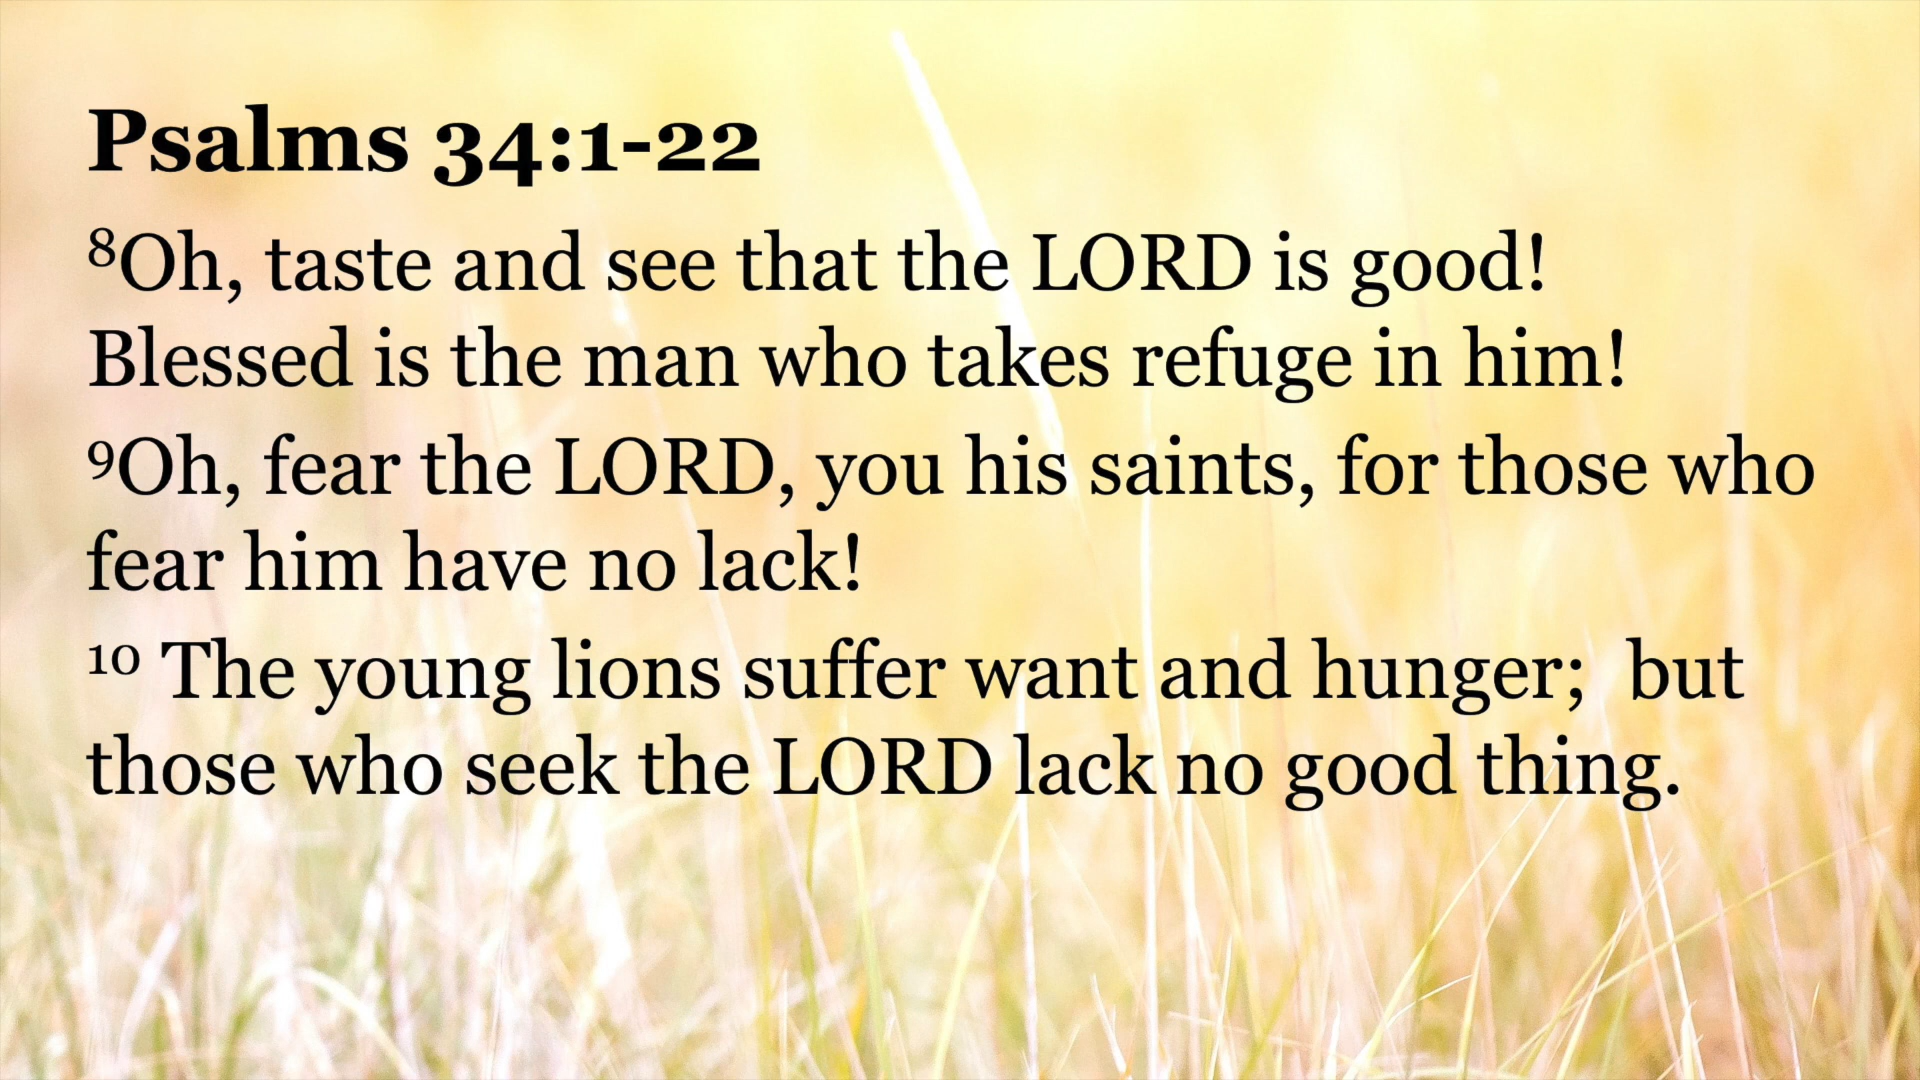 Psalms 34:1-22
8Oh, taste and see that the LORD is good!
Blessed is the man who takes refuge in him!
9Oh, fear the LORD, you his saints, for those who
fear him have no lack!
10 The young lions suffer want and hunger;  but
those who seek the LORD lack no good thing.